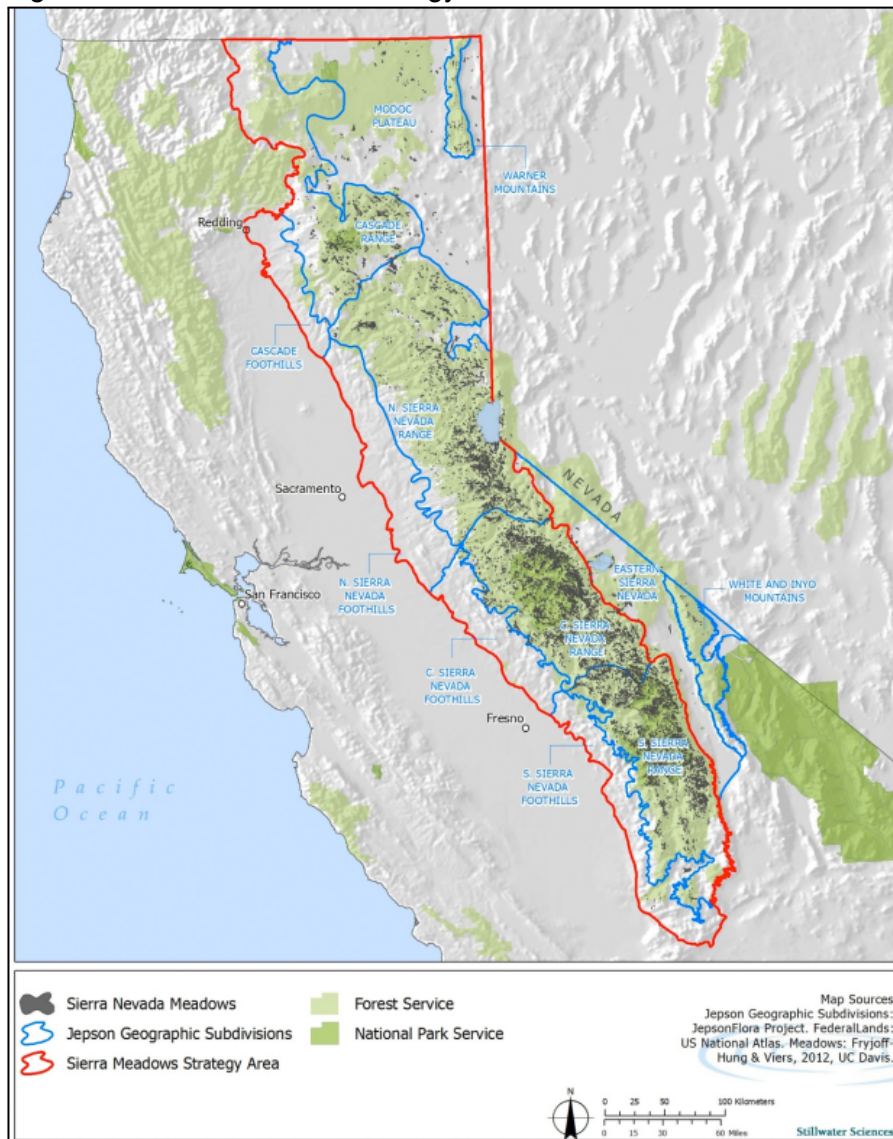 MODOC
PLATEAU
WARNER
MOUNTAINS
Redding
CASCADE
RANGE
CASCADE
FOOTHILLS
N. SIERRA
NEVADA
RANGE
NEVADA
Sacramento
EASTERN
SIERRA
NEVADA
WHITE AND INYO
MOUNTAINS
N. SIERRA
NEVADA
FOOTHILLS
San Francisco
C. SIERRA
NEVADA
RANGE
C. SIERRA
NEVADA
FOOTHILLS
Fresno
S. SIERRA
NEVADA
RANGE
S. SIERRA
NEVADA
FOOTHILLS
Pacific
Ocean
Sierra Nevada Meadows
Jepson Geographic Subdivisions
Sierra Meadows Strategy Area
Forest Service
National Park Service
Map Sources
Jepson Geographic Subdivisions:
JepsonFlora Project. FederalLands:
US National Atlas. Meadows: Fryjoff-
Hung & Viers, 2012, UC Davis.
N
0 25 50 100 Kilometers
0 15 30 60 Miles
Stillwater Sciences